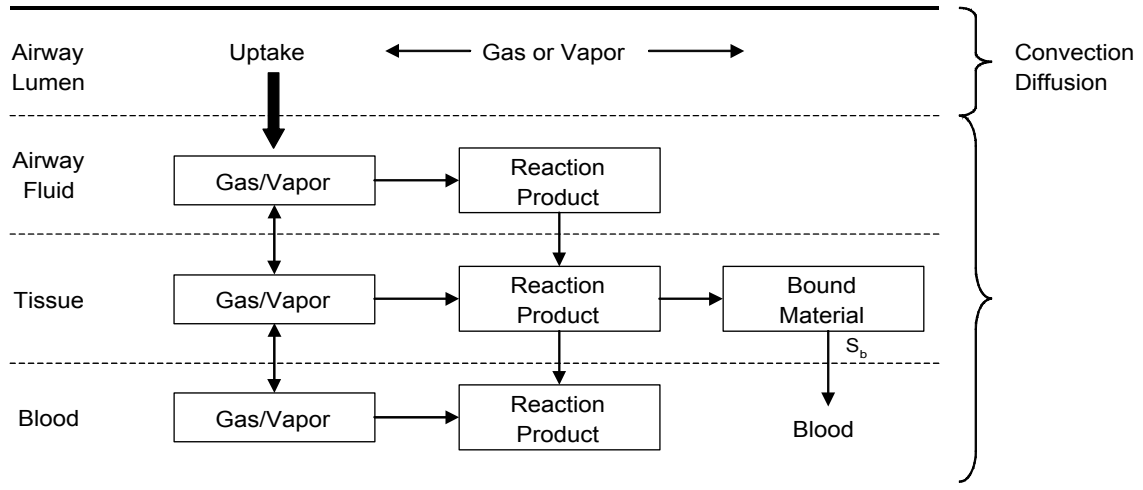 Airway
Lumen
Uptake
Gas or Vapor
Convection
Diffusion
Airway
Fluid
Gas/Vapor
Reaction
Product
Tissue
Gas/Vapor
Reaction
Product
Bound
Material
S_b
Blood
Gas/Vapor
Reaction
Product
Blood